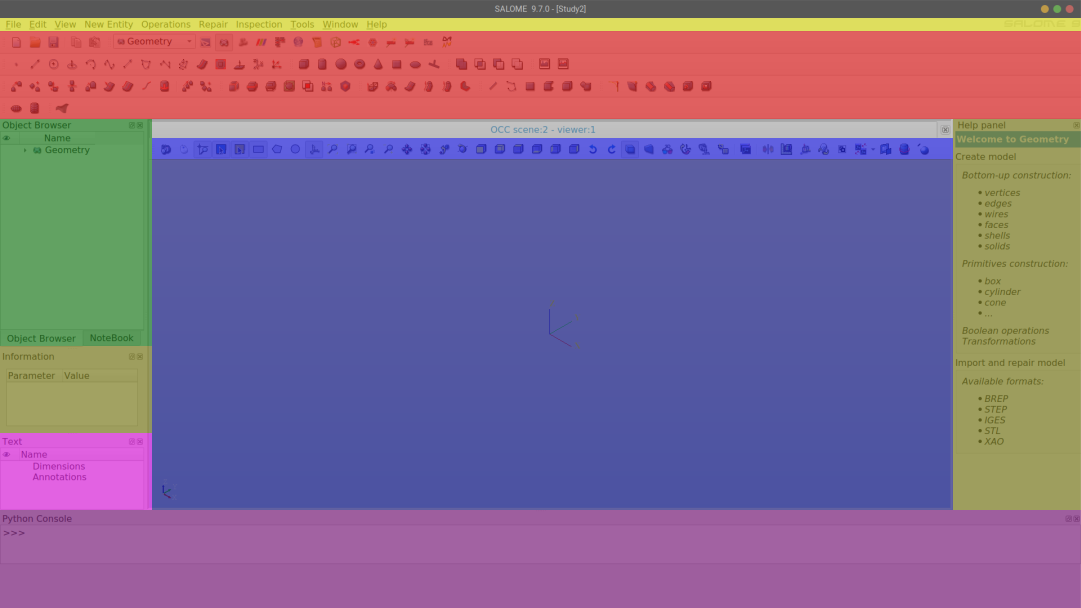 SALOME 9.7.0 - [Study2]
File Edit View New Entity Operations Repair Inspection Tools Window Help
Geometry
Object Browser
Name
Geometry
Object Browser NoteBook
Information
Parameter Value
Text
Name
Dimensions
Annotations
OCC scene:2 - viewer:1
Help panel
Welcome to Geometry
Create model
Bottom-up construction:
• vertices
• edges
• wires
• faces
• shells
• solids
Primitives construction:
• box
• cylinder
• cone
• ...
Boolean operations
Transformations
Import and repair model
Available formats:
• BREP
• STEP
• IGES
• STL
• XAO
Python Console
>>>